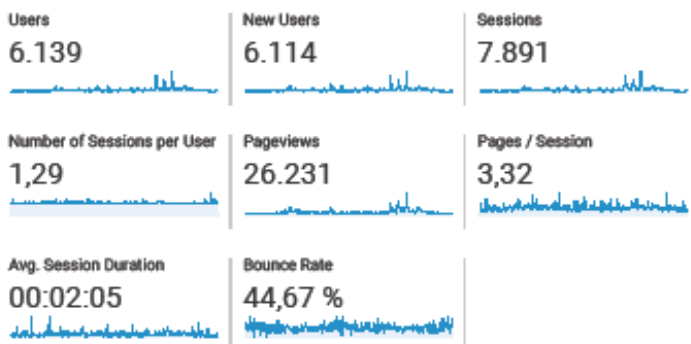 Users
6.139
New Users
6.114
Sessions
7.891
Number of Sessions per User
1,29
Pageviews
26.231
Pages / Session
3,32
Avg. Session Duration
00:02:05
Bounce Rate
44,67 %